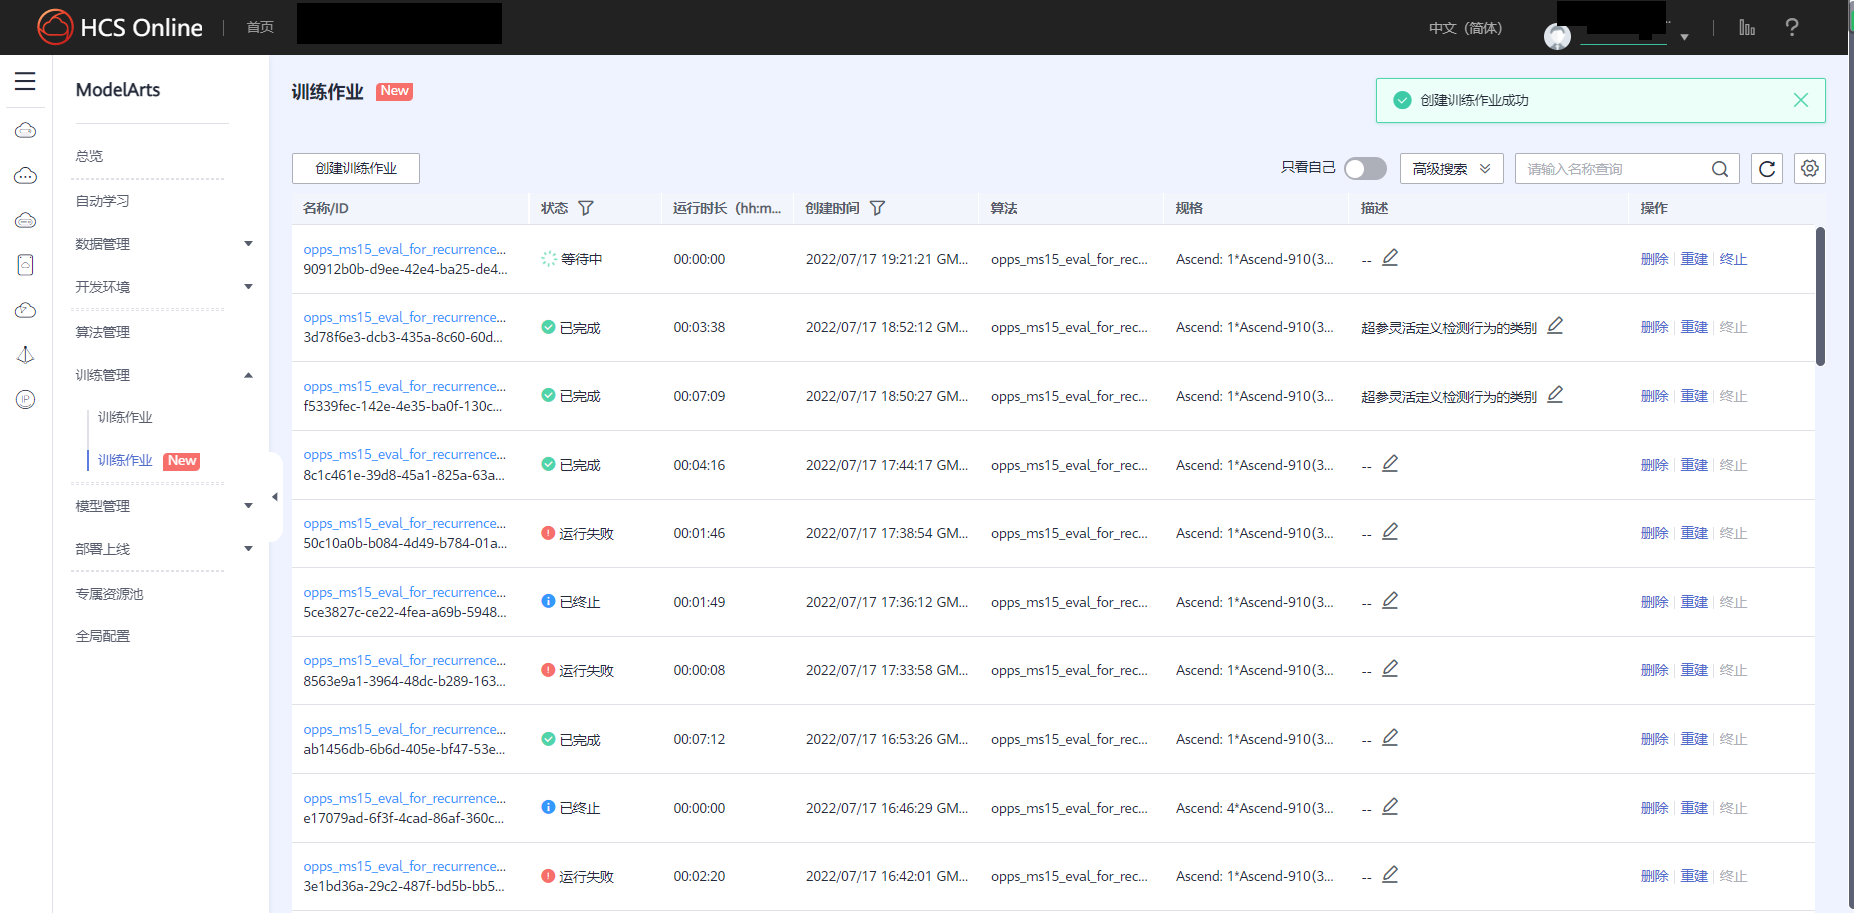 HCS Online
首页
中文（简体）
ModelArts
总览
自动学习
数据管理
开发环境
算法管理
训练管理
训练作业
训练作业 New
模型管理
部署上线
专属资源池
全局配置
IP
训练作业 New
创建训练作业成功
创建训练作业
只看自己
高级搜索
请输入名称查询
名称/ID 状态 运行时长（hh:m... 创建时间 算法 规格 描述 操作
opps_ms15_eval_for_recurrence...
90912b0b-d9ee-42e4-ba25-de4... 等待中 00:00:00 2022/07/17 19:21:21 GM... opps_ms15_eval_for_rec... Ascend: 1*Ascend-910(3... -- 删除 重建 终止
opps_ms15_eval_for_recurrence...
3d78f6e3-dcb3-435a-8c60-60d... 已完成 00:03:38 2022/07/17 18:52:12 GM... opps_ms15_eval_for_rec... Ascend: 1*Ascend-910(3... 超参灵活定义检测行为的类别 删除 重建 终止
opps_ms15_eval_for_recurrence...
f5339fec-142e-4e35-ba0f-130c... 已完成 00:07:09 2022/07/17 18:50:27 GM... opps_ms15_eval_for_rec... Ascend: 1*Ascend-910(3... 超参灵活定义检测行为的类别 删除 重建 终止
opps_ms15_eval_for_recurrence...
8c1c461e-39d8-45a1-825a-63a... 已完成 00:04:16 2022/07/17 17:44:17 GM... opps_ms15_eval_for_rec... Ascend: 1*Ascend-910(3... -- 删除 重建 终止
opps_ms15_eval_for_recurrence...
50c10a0b-b084-4d49-b784-01a... 运行失败 00:01:46 2022/07/17 17:38:54 GM... opps_ms15_eval_for_rec... Ascend: 1*Ascend-910(3... -- 删除 重建 终止
opps_ms15_eval_for_recurrence...
5ce3827c-ce22-4fea-a69b-5948... 已终止 00:01:49 2022/07/17 17:36:12 GM... opps_ms15_eval_for_rec... Ascend: 1*Ascend-910(3... -- 删除 重建 终止
opps_ms15_eval_for_recurrence...
8563e9a1-3964-48dc-b289-163... 运行失败 00:00:08 2022/07/17 17:33:58 GM... opps_ms15_eval_for_rec... Ascend: 1*Ascend-910(3... -- 删除 重建 终止
opps_ms15_eval_for_recurrence...
ab1456db-6b6d-405e-bf47-53e... 已完成 00:07:12 2022/07/17 16:53:26 GM... opps_ms15_eval_for_rec... Ascend: 1*Ascend-910(3... -- 删除 重建 终止
opps_ms15_eval_for_recurrence...
e17079ad-6f3f-4cad-86af-360c... 已终止 00:00:00 2022/07/17 16:46:29 GM... opps_ms15_eval_for_rec... Ascend: 4*Ascend-910(3... -- 删除 重建 终止
opps_ms15_eval_for_recurrence...
3e1bd36a-29c2-487f-bd5b-bb5... 运行失败 00:02:20 2022/07/17 16:42:01 GM... opps_ms15_eval_for_rec... Ascend: 1*Ascend-910(3... -- 删除 重建 终止